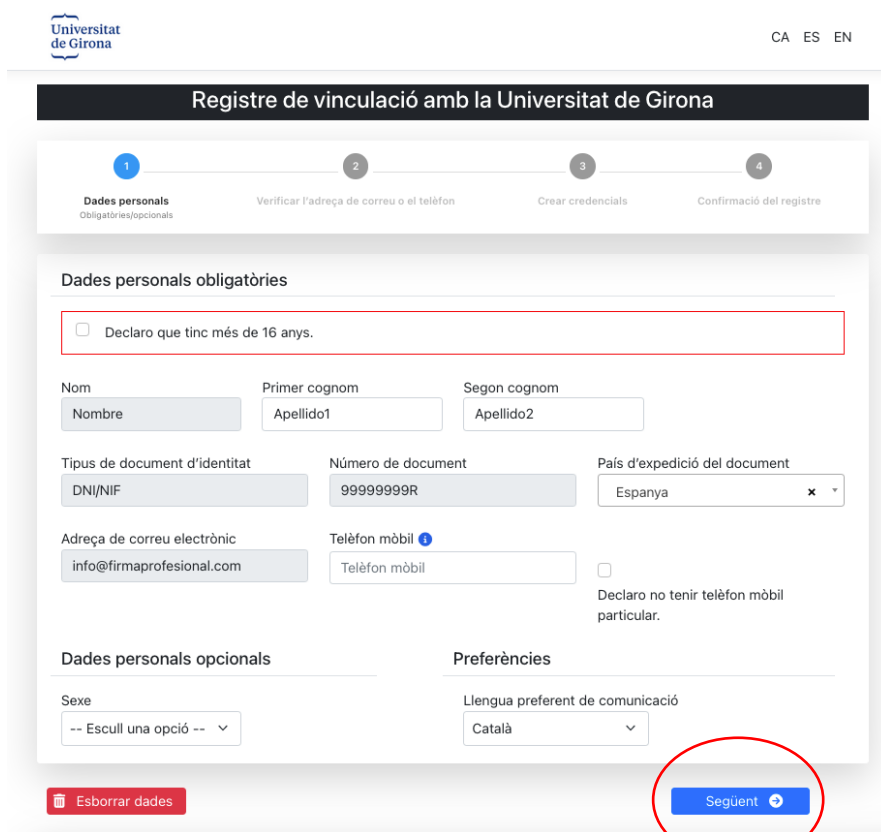 Universitat
de Girona
CA ES EN
Registre de vinculació amb la Universitat de Girona
1 2 3 4
Dades personals Verificar l'adreça de correu o el telèfon Crear credencials Confirmació del registre
Obligatòries/opcionals
Dades personals obligatòries
Declaro que tinc més de 16 anys.
Nom Primer cognom Segon cognom
Nombre Apellido1 Apellido2
Tipus de document d'identitat Número de document País d'expedició del document
DNI/NIF 99999999R Espanya ×
Adreça de correu electrònic Telèfon mòbil i
info@firmaprofesional.com Telèfon mòbil
Declaro no tenir telèfon mòbil
particular.
Dades personals opcionals Preferències
Sexe Llengua preferent de comunicació
-- Escull una opció -- Català
Esborrar dades Següent